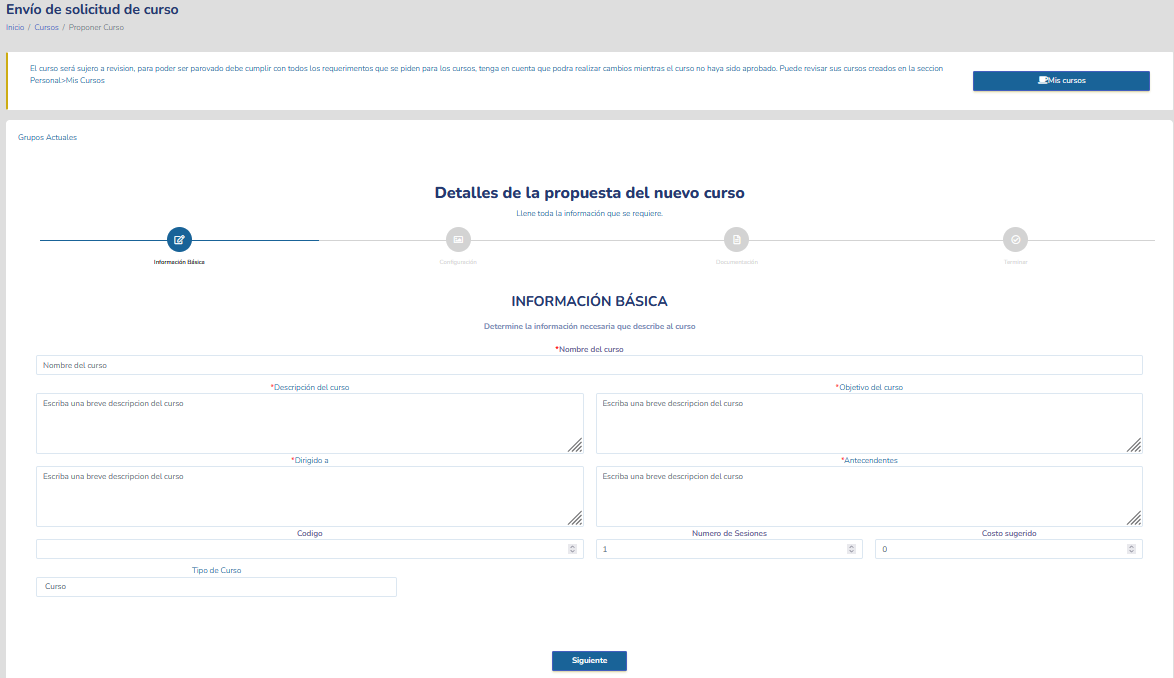 Envío de solicitud de curso
Inicio / Cursos / Proponer Curso
El curso será sujero a revision, para poder ser parovado debe cumplir con todos los requerimentos que se piden para los cursos, tenga en cuenta que podra realizar cambios mientras el curso no haya sido aprobado. Puede revisar sus cursos creados en la seccion
Personal>Mis Cursos
Mis cursos
Grupos Actuales
Detalles de la propuesta del nuevo curso
Llene toda la información que se requiere.
Información Básica
Configuración
Documentación
Terminar
INFORMACIÓN BÁSICA
Determine la información necesaria que describe al curso
*Nombre del curso
Nombre del curso
*Descripción del curso
*Objetivo del curso
Escriba una breve descripcion del curso
Escriba una breve descripcion del curso
*Dirigido a
*Antecendentes
Escriba una breve descripcion del curso
Escriba una breve descripcion del curso
Codigo
Numero de Sesiones
Costo sugerido
1
0
Tipo de Curso
Curso
Siguiente